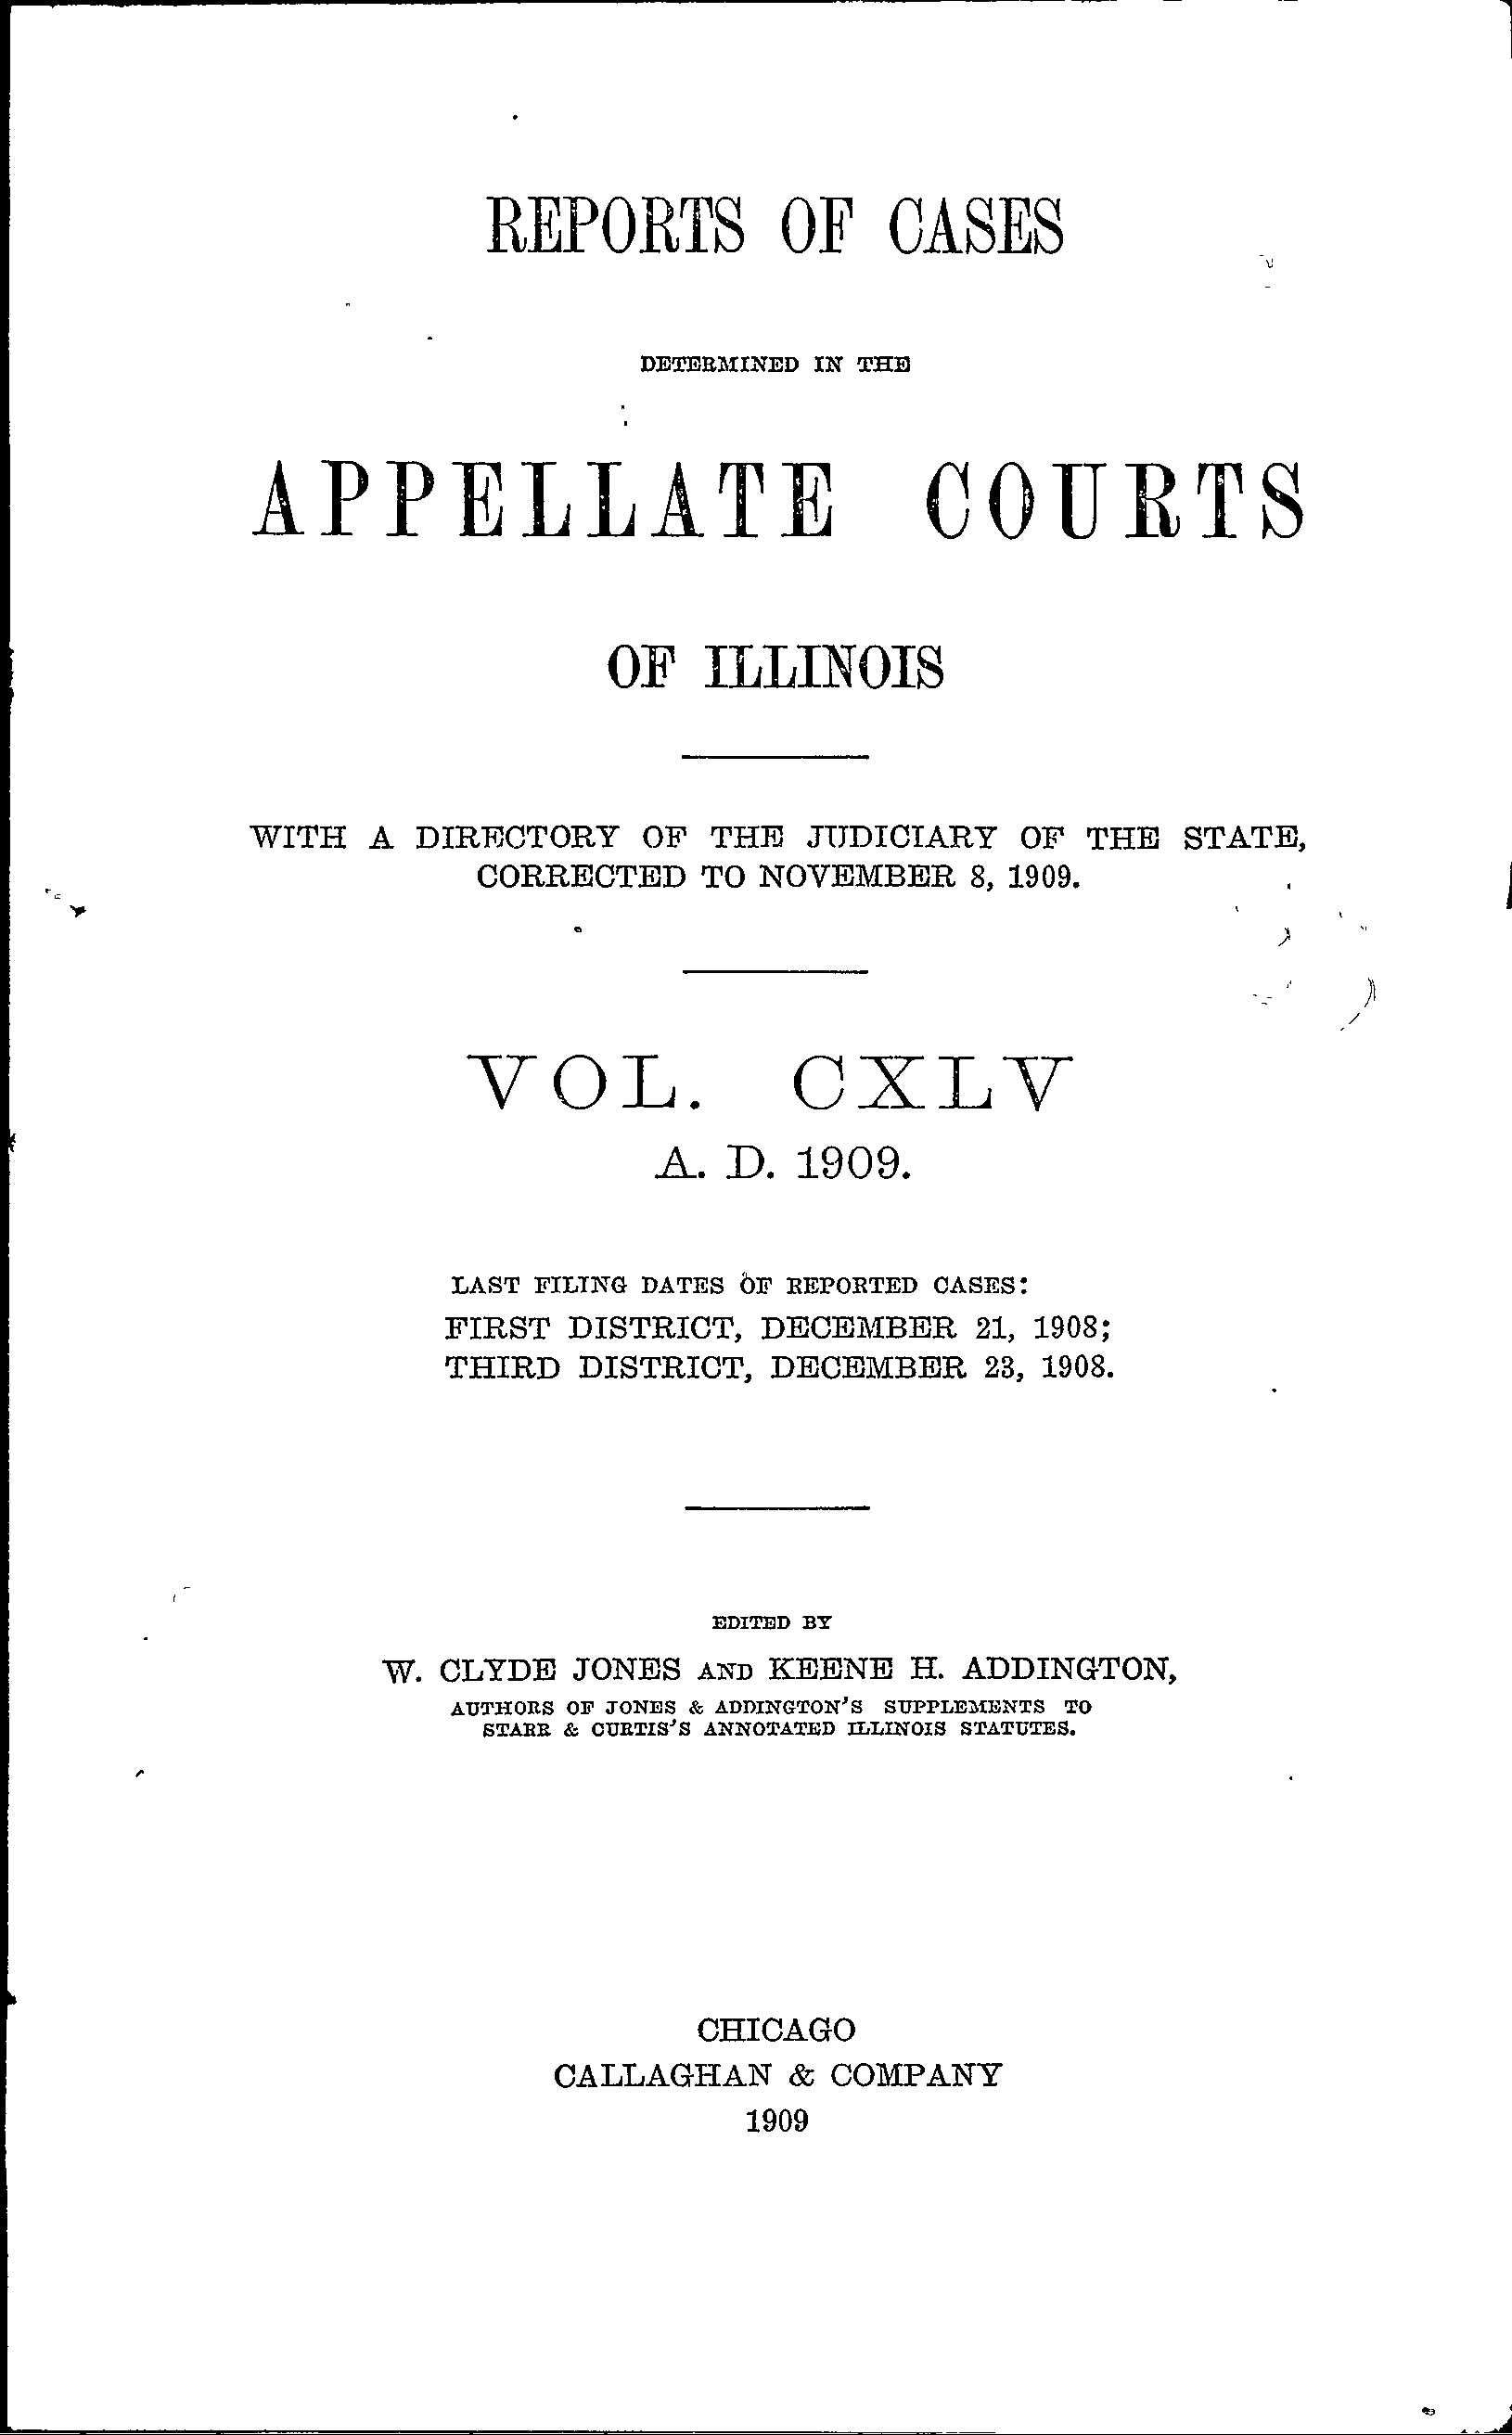 REPORTS OF CASES
DETERMINED IN THE
APPELLATE COURTS
OF ILLINOIS
WITH A DIRECTORY OF THE JUDICIARY OF THE STATE,
CORRECTED TO NOVEMBER 8, 1909.
VOL. CXLV
A. D. 1909.
LAST FILING DATES OF REPORTED CASES:
FIRST DISTRICT, DECEMBER 21, 1908;
THIRD DISTRICT, DECEMBER 23, 1908.
EDITED BY
W. CLYDE JONES AND KEENE H. ADDINGTON,
AUTHORS OF JONES & ADDINGTON'S SUPPLEMENTS TO
STARR & CURTIS'S ANNOTATED ILLINOIS STATUTES.
CHICAGO
CALLAGHAN & COMPANY
1909